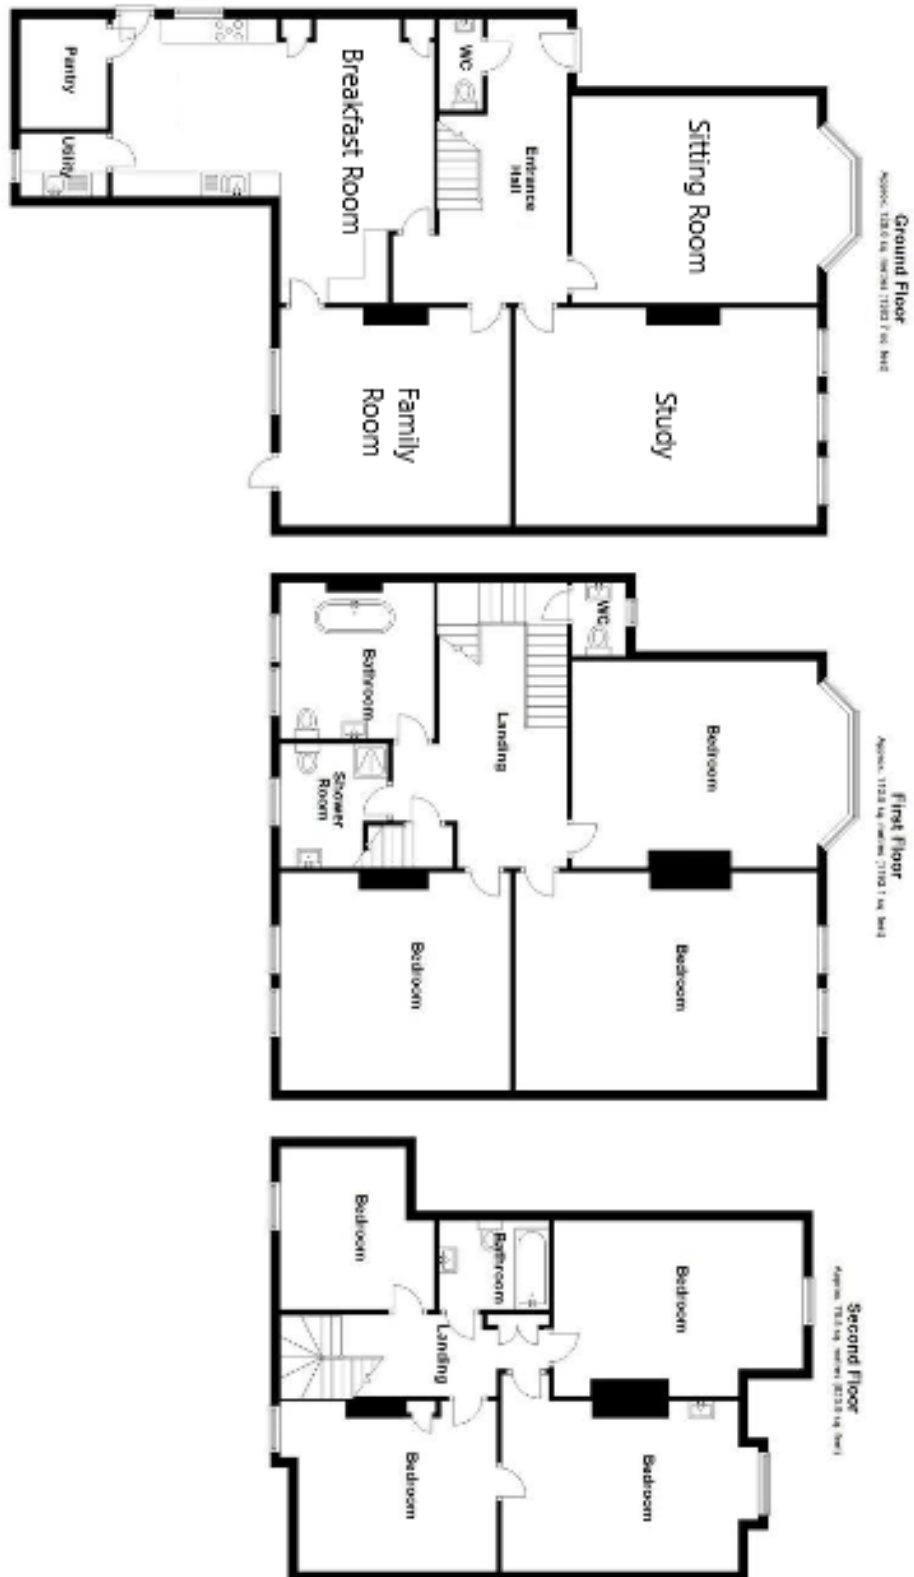 Ground Floor
Sitting Room
Study
Entrance
Hall
WC
Family
Room
Breakfast Room
Pantry
Utility
First Floor
Bedroom
Bedroom
WC
Landing
Bathroom
Shower
Room
Bedroom
Second Floor
Bedroom
Bedroom
Bathroom
Landing
Bedroom
Bedroom